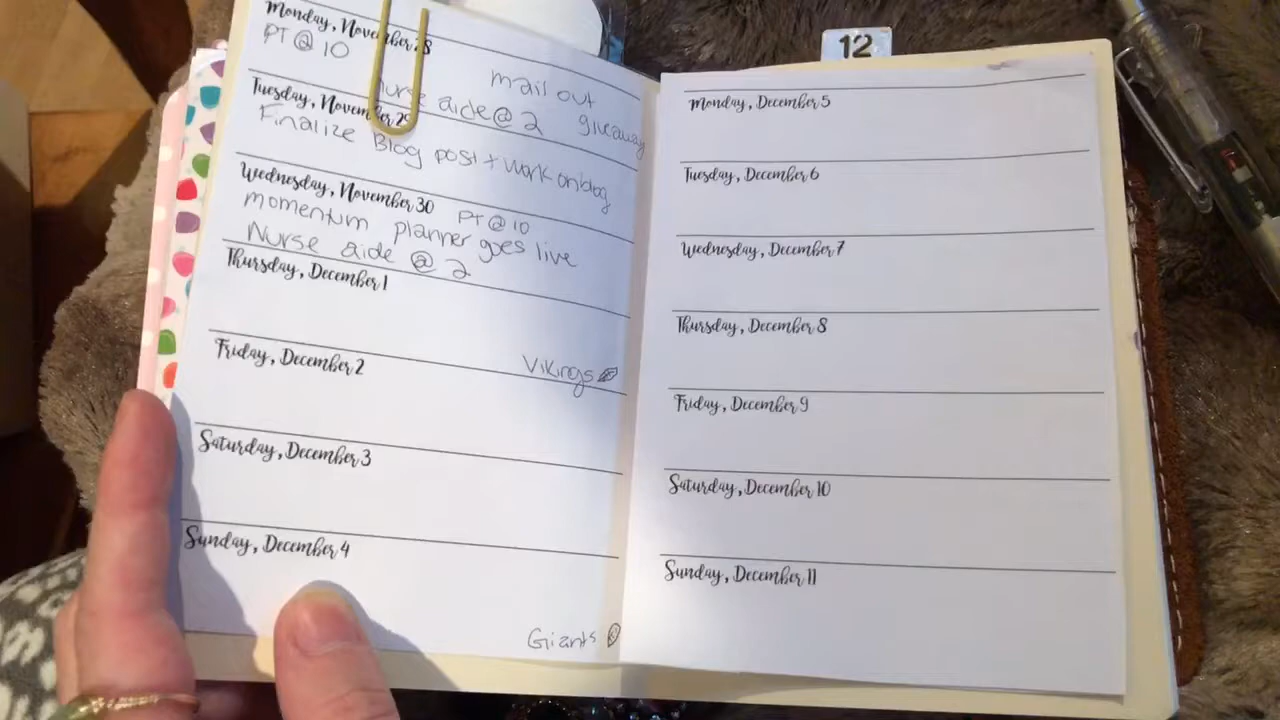 Monday, November 28
PT @ 10
mail out
nurse aide @ 2 giveaway
Tuesday, November 29
Finalize Blog post + work on blog
Wednesday, November 30 PT @ 10
momentum planner goes live
Nurse aide @ 2
Thursday, December 1
Vikings
Friday, December 2
Saturday, December 3
Sunday, December 4
Giants
12
Monday, December 5
Tuesday, December 6
Wednesday, December 7
Thursday, December 8
Friday, December 9
Saturday, December 10
Sunday, December 11